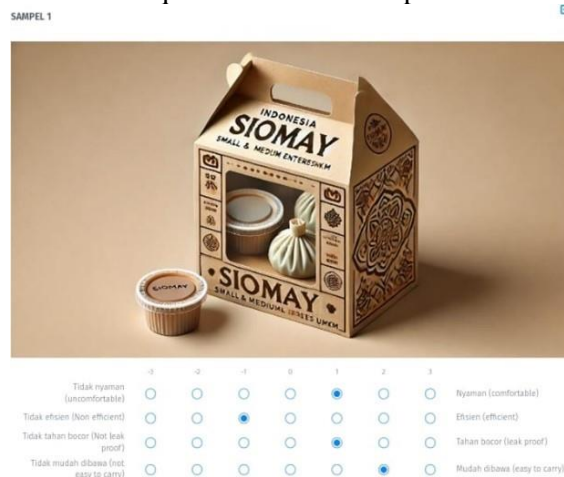 SAMPEL 1
INDONESIA
SIOMAY
SMALL & MEDIUM
SIOMAY
SIOMAY
SMALL & MEDIUML
UMKM
-3 -2 -1 0 1 2 3
Tidak nyaman (uncomfortable) Nyaman (comfortable)
Tidak efisien (Non efficient) Efisien (efficient)
Tidak tahan bocor (Not leak proof) Tahan bocor (leak proof)
Tidak mudah dibawa (not easy to carry) Mudah dibawa (easy to carry)